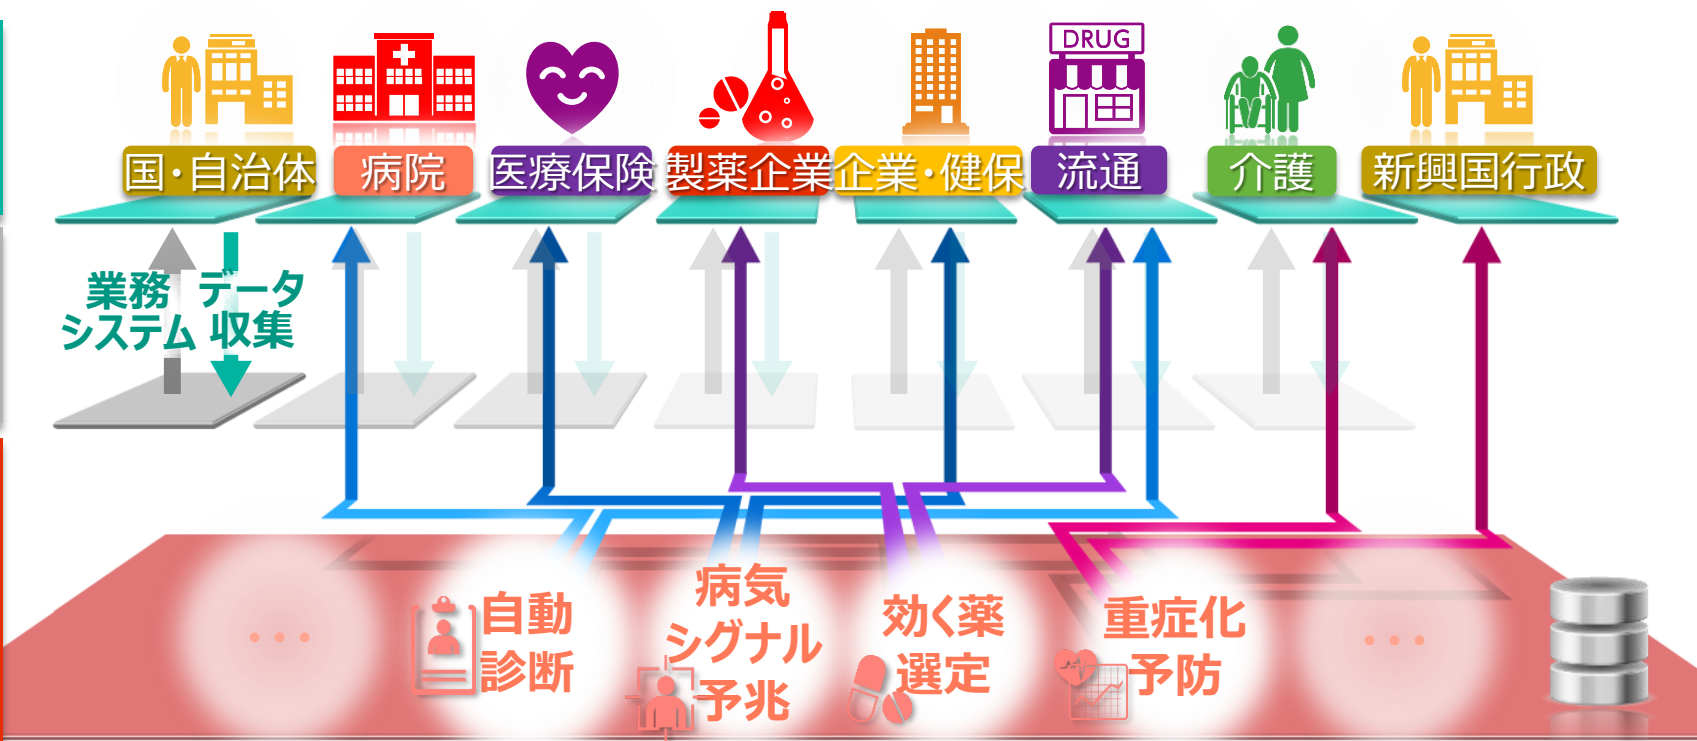 DRUG
国・自治体
病院
医療保険
製薬企業
企業・健保
流通
介護
新興国行政
業務
システム
データ
収集
・・・
自動
診断
病気
シグナル
予兆
効く薬
選定
重症化
予防
・・・